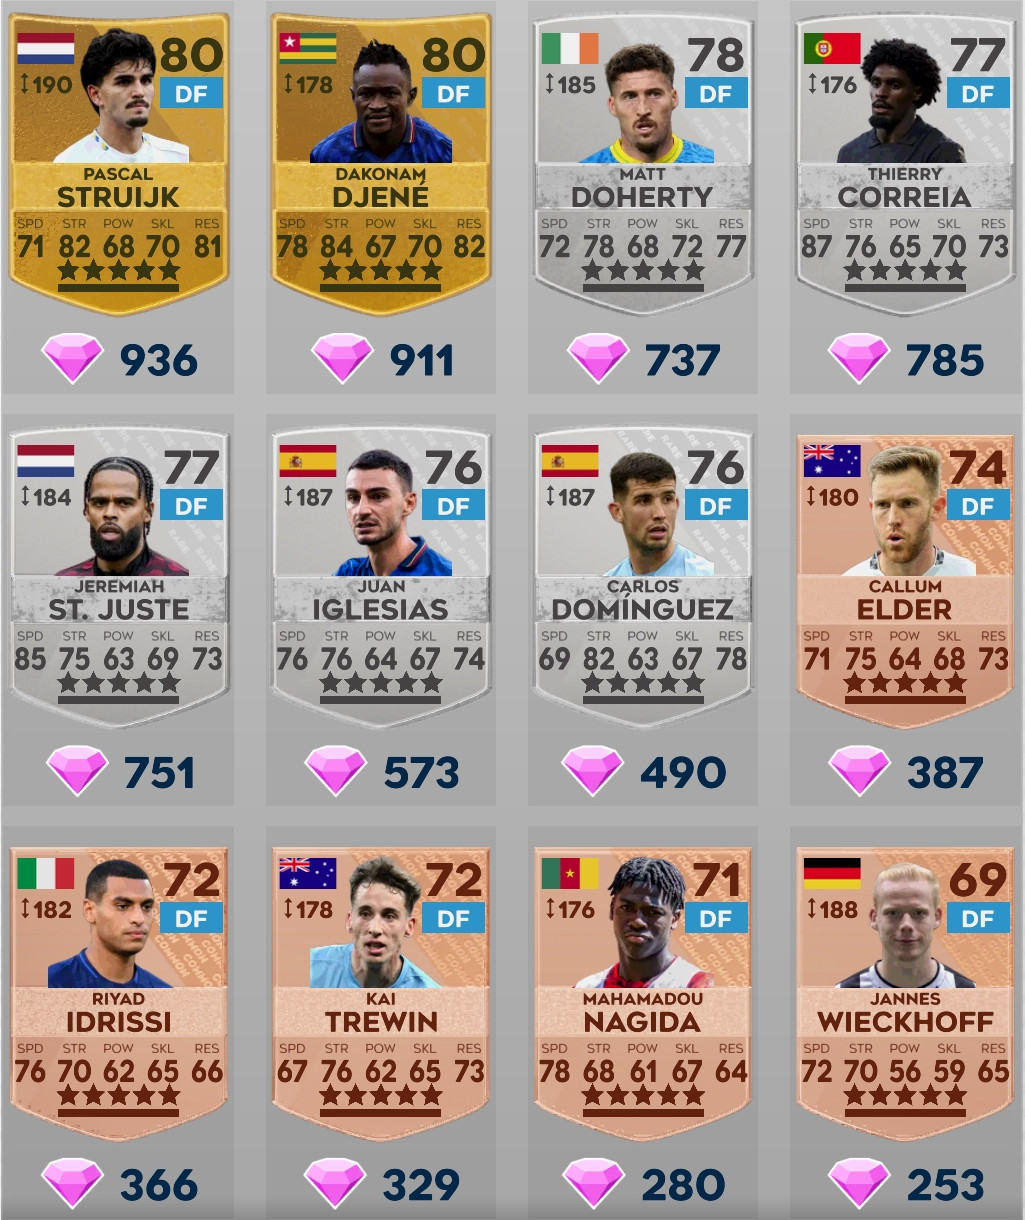 80
190
DF
PASCAL
STRUIJK
SPD STR POW SKL RES
71 82 68 70 81
936
80
178
DF
DAKONAM
DJENÉ
SPD STR POW SKL RES
78 84 67 70 82
911
78
185
DF
RARE
MATT
DOHERTY
SPD STR POW SKL RES
72 78 68 72 77
737
77
176
DF
RARE
THIERRY
CORREIA
SPD STR POW SKL RES
87 76 65 70 73
785
77
184
DF
RARE
JEREMIAH
ST. JUSTE
SPD STR POW SKL RES
85 75 63 69 73
751
76
187
DF
RARE
JUAN
IGLESIAS
SPD STR POW SKL RES
76 76 64 67 74
573
76
187
DF
RARE
CARLOS
DOMÍNGUEZ
SPD STR POW SKL RES
69 82 63 67 78
490
74
180
DF
COMMON
CALLUM
ELDER
SPD STR POW SKL RES
71 75 64 68 73
387
72
182
DF
COMMON
RIYAD
IDRISSI
SPD STR POW SKL RES
76 70 62 65 66
366
72
178
DF
COMMON
KAI
TREWIN
SPD STR POW SKL RES
67 76 62 65 73
329
71
176
DF
COMMON
MAHAMADOU
NAGIDA
SPD STR POW SKL RES
78 68 61 67 64
280
69
188
DF
COMMON
JANNES
WIECKHOFF
SPD STR POW SKL RES
72 70 56 59 65
253